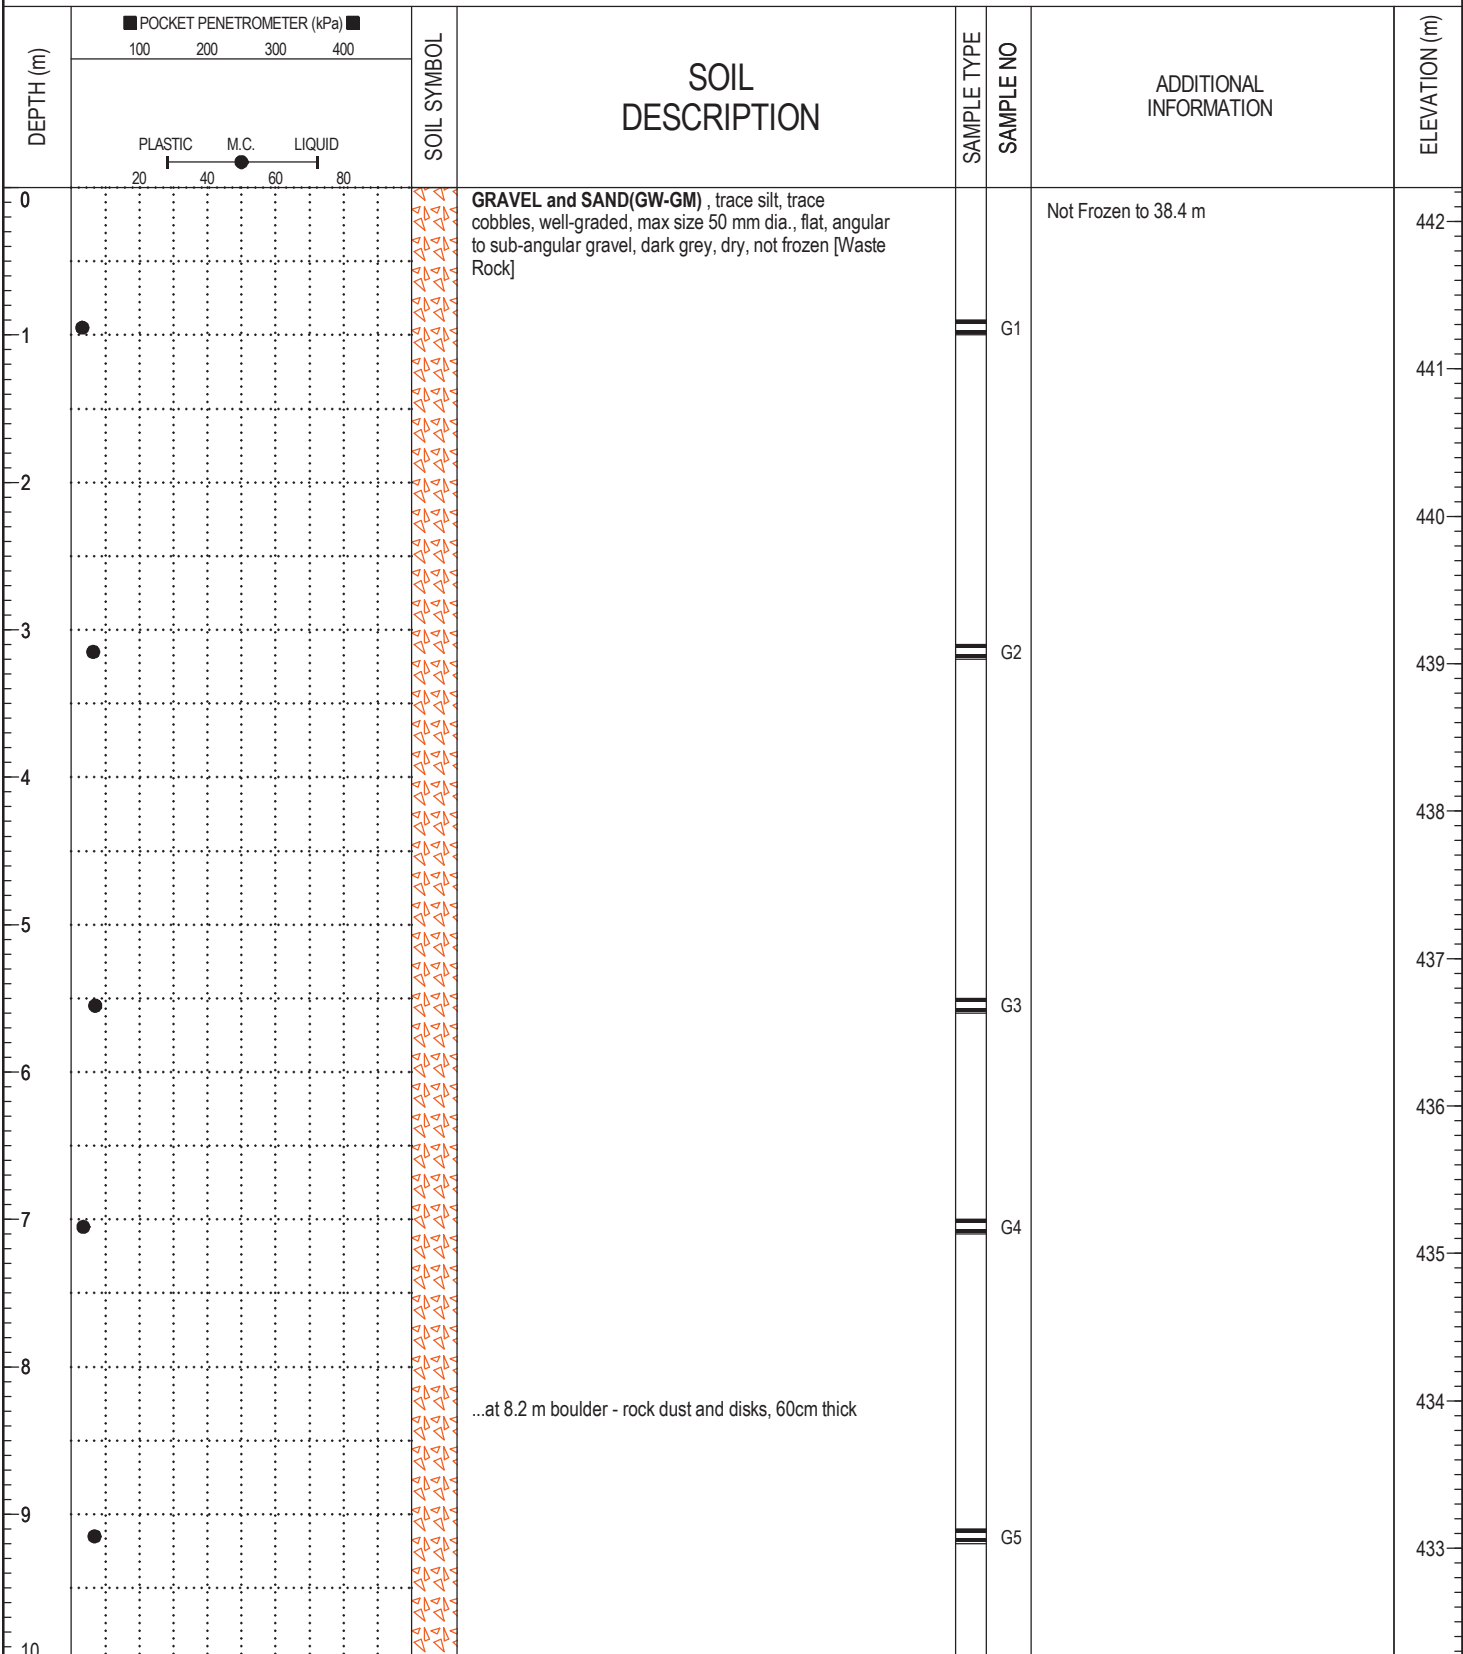 ■ POCKET PENETROMETER (kPa) ■
100 200 300 400
DEPTH (m)
PLASTIC M.C. LIQUID
20 40 60 80
SOIL SYMBOL
SOIL
DESCRIPTION
SAMPLE TYPE
SAMPLE NO
ADDITIONAL
INFORMATION
ELEVATION (m)
0
GRAVEL and SAND(GW-GM) , trace silt, trace
cobbles, well-graded, max size 50 mm dia., flat, angular
to sub-angular gravel, dark grey, dry, not frozen [Waste
Rock]
Not Frozen to 38.4 m
442
1
G1
441
2
440
3
G2
439
4
438
5
437
G3
6
436
7
G4
435
8
...at 8.2 m boulder - rock dust and disks, 60cm thick
434
9
G5
433
10